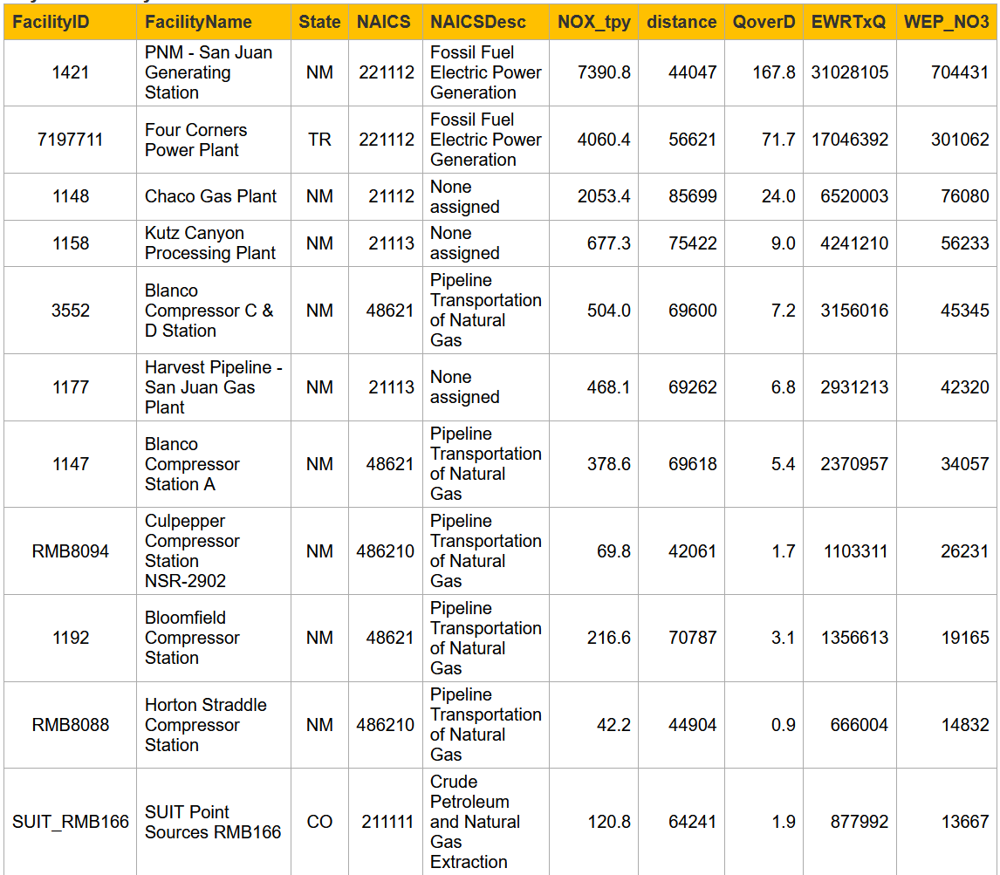 FacilityID FacilityName State NAICS NAICSDesc NOX_tpy distance QoverD EWRTxQ WEP_NO3
1421 PNM - San Juan Generating Station NM 221112 Fossil Fuel Electric Power Generation 7390.8 44047 167.8 31028105 704431
7197711 Four Corners Power Plant TR 221112 Fossil Fuel Electric Power Generation 4060.4 56621 71.7 17046392 301062
1148 Chaco Gas Plant NM 21112 None assigned 2053.4 85699 24.0 6520003 76080
1158 Kutz Canyon Processing Plant NM 21113 None assigned 677.3 75422 9.0 4241210 56233
3552 Blanco Compressor C & D Station NM 48621 Pipeline Transportation of Natural Gas 504.0 69600 7.2 3156016 45345
1177 Harvest Pipeline - San Juan Gas Plant NM 21113 None assigned 468.1 69262 6.8 2931213 42320
1147 Blanco Compressor Station A NM 48621 Pipeline Transportation of Natural Gas 378.6 69618 5.4 2370957 34057
RMB8094 Culpepper Compressor Station NSR-2902 NM 486210 Pipeline Transportation of Natural Gas 69.8 42061 1.7 1103311 26231
1192 Bloomfield Compressor Station NM 48621 Pipeline Transportation of Natural Gas 216.6 70787 3.1 1356613 19165
RMB8088 Horton Straddle Compressor Station NM 486210 Pipeline Transportation of Natural Gas 42.2 44904 0.9 666004 14832
SUIT_RMB166 SUIT Point Sources RMB166 CO 211111 Crude Petroleum and Natural Gas Extraction 120.8 64241 1.9 877992 13667